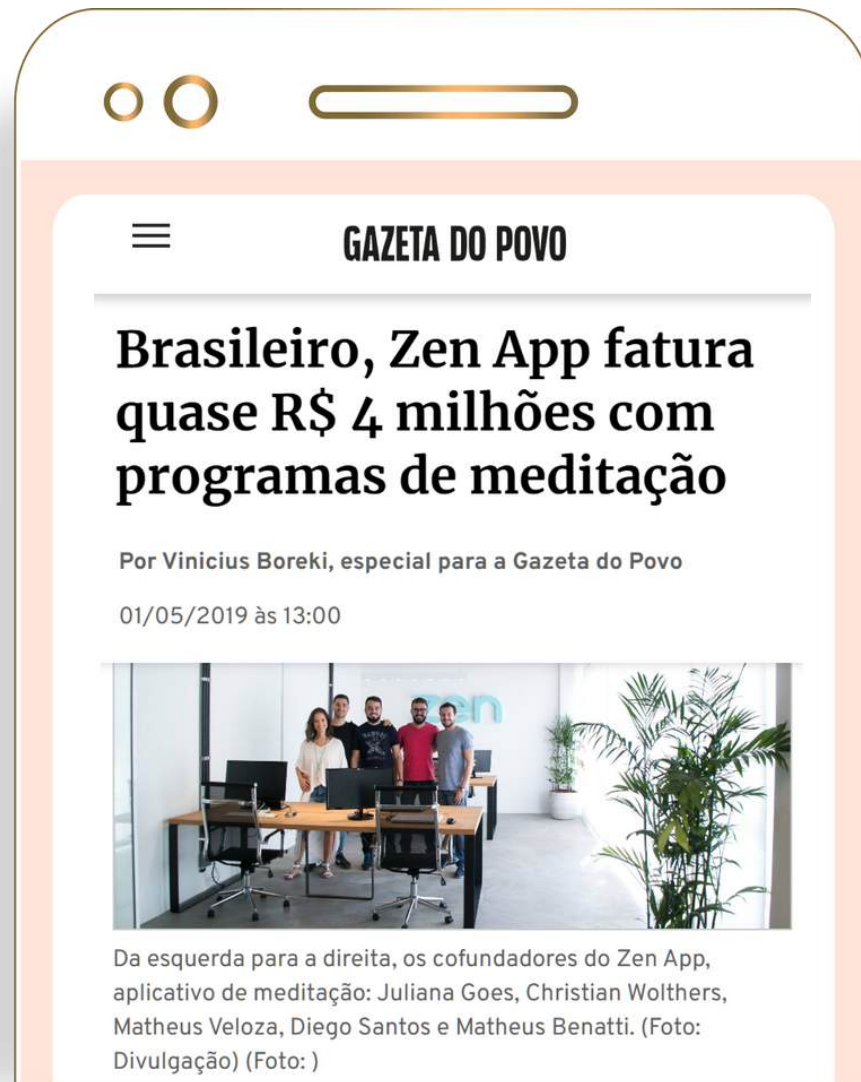 GAZETA DO POVO
Brasileiro, Zen App fatura
quase R$ 4 milhões com
programas de meditação
Por Vinicius Boreki, especial para a Gazeta do Povo
01/05/2019 às 13:00
zen
Da esquerda para a direita, os cofundadores do Zen App,
aplicativo de meditação: Juliana Goes, Christian Wolthers,
Matheus Veloza, Diego Santos e Matheus Benatti. (Foto:
Divulgação) (Foto: )